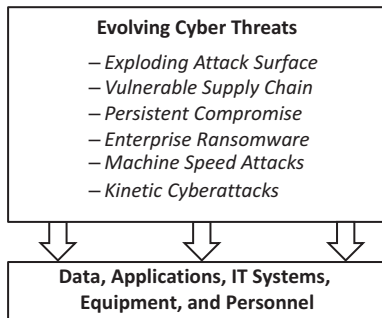 Evolving Cyber Threats
– Exploding Attack Surface
– Vulnerable Supply Chain
– Persistent Compromise
– Enterprise Ransomware
– Machine Speed Attacks
– Kinetic Cyberattacks
Data, Applications, IT Systems,
Equipment, and Personnel